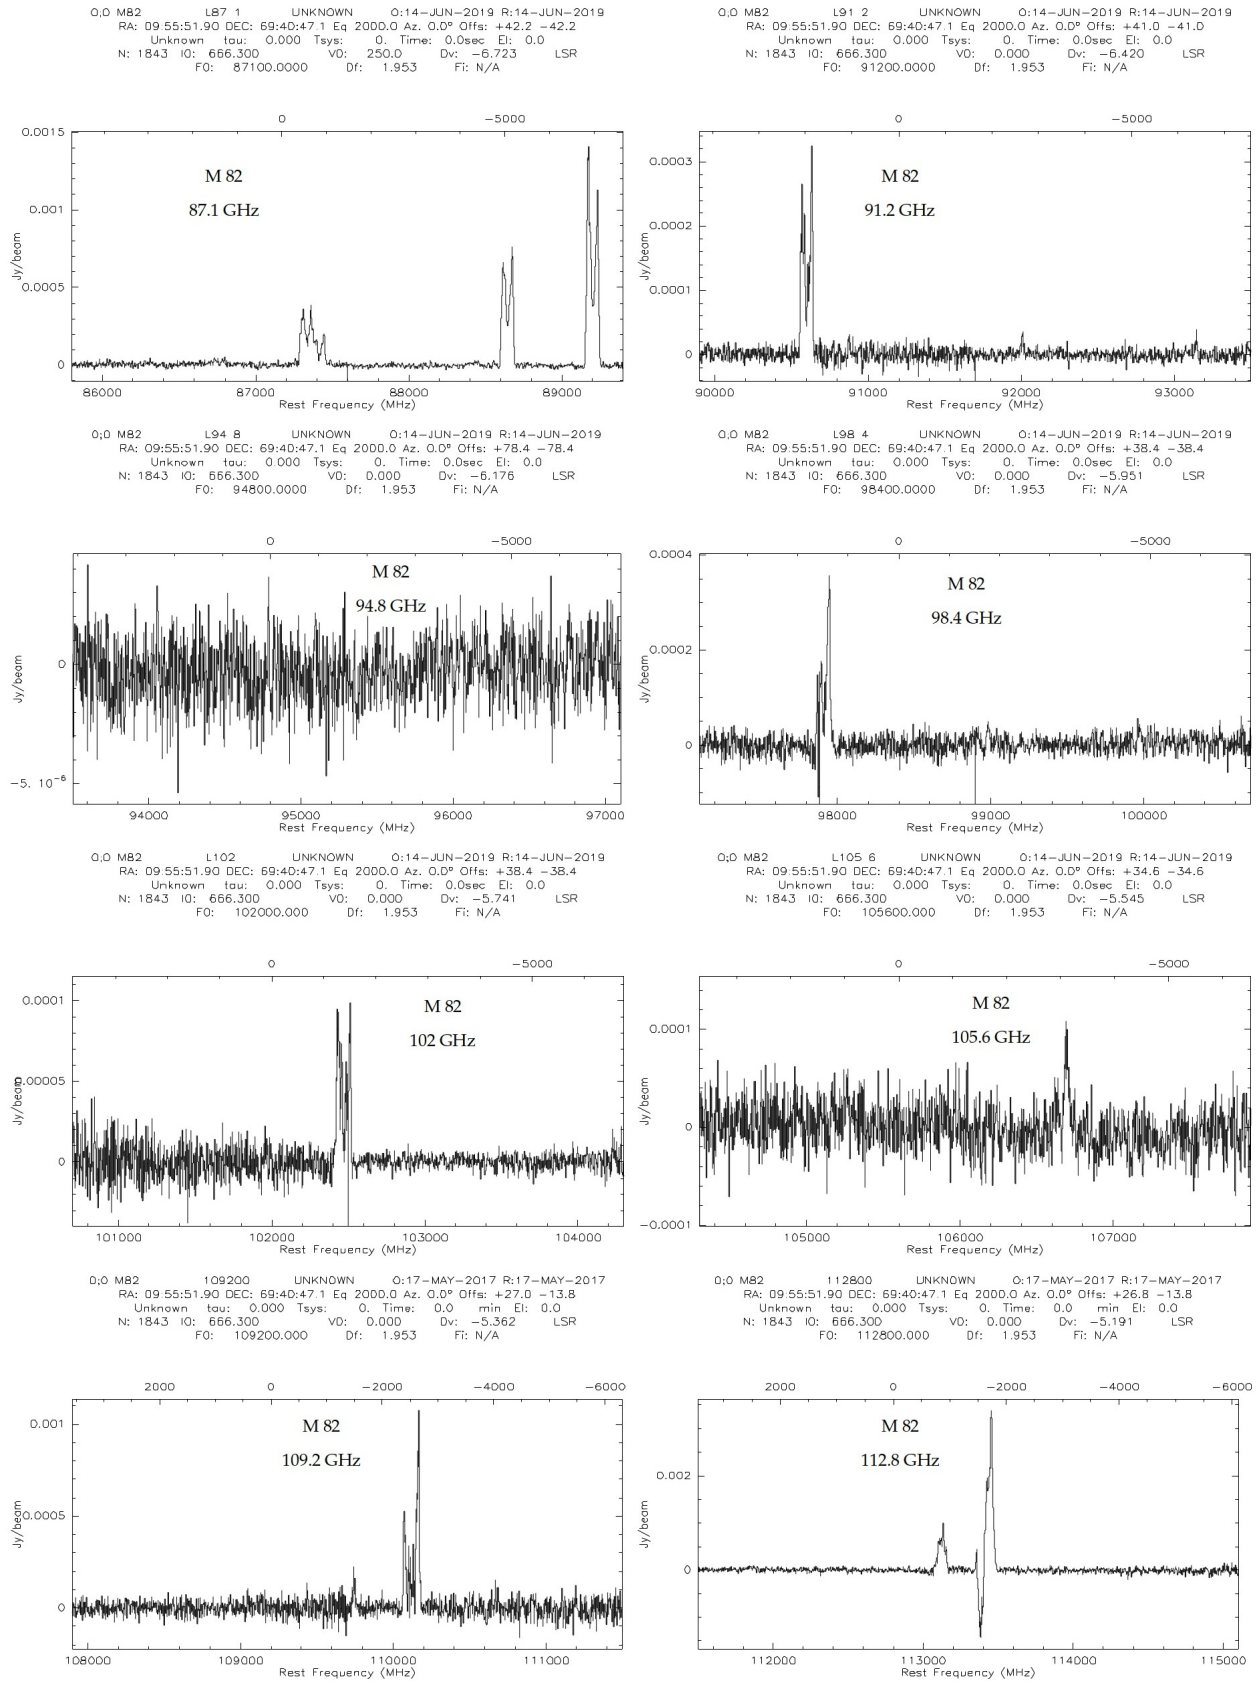 0;0 M82 L87 1 UNKNOWN O:14-JUN-2019 R:14-JUN-2019
RA: 09:55:51.90 DEC: 69:40:47.1 Eq 2000.0 Az. 0.0° Offs: +42.2 -42.2
Unknown tau: 0.000 Tsys: 0. Time: 0.0sec El: 0.0
N: 1843 I0: 666.300 V0: 250.0 Dv: -6.723 LSR
F0: 87100.0000 Df: 1.953 Fi: N/A
0 -5000
0.0015
0.001
0.0005
0
Jy/beam
M 82
87.1 GHz
86000 87000 88000 89000
Rest Frequency (MHz)
0;0 M82 L91 2 UNKNOWN O:14-JUN-2019 R:14-JUN-2019
RA: 09:55:51.90 DEC: 69:40:47.1 Eq 2000.0 Az. 0.0° Offs: +41.0 -41.0
Unknown tau: 0.000 Tsys: 0. Time: 0.0sec El: 0.0
N: 1843 I0: 666.300 V0: 0.000 Dv: -6.420 LSR
F0: 91200.0000 Df: 1.953 Fi: N/A
0 -5000
0.0003
0.0002
0.0001
0
Jy/beam
M 82
91.2 GHz
90000 91000 92000 93000
Rest Frequency (MHz)
0;0 M82 L94 8 UNKNOWN O:14-JUN-2019 R:14-JUN-2019
RA: 09:55:51.90 DEC: 69:40:47.1 Eq 2000.0 Az. 0.0° Offs: +78.4 -78.4
Unknown tau: 0.000 Tsys: 0. Time: 0.0sec El: 0.0
N: 1843 I0: 666.300 V0: 0.000 Dv: -6.176 LSR
F0: 94800.0000 Df: 1.953 Fi: N/A
0 -5000
0
-5. 10-6
Jy/beam
M 82
94.8 GHz
94000 95000 96000 97000
Rest Frequency (MHz)
0;0 M82 L98 4 UNKNOWN O:14-JUN-2019 R:14-JUN-2019
RA: 09:55:51.90 DEC: 69:40:47.1 Eq 2000.0 Az. 0.0° Offs: +38.4 -38.4
Unknown tau: 0.000 Tsys: 0. Time: 0.0sec El: 0.0
N: 1843 I0: 666.300 V0: 0.000 Dv: -5.951 LSR
F0: 98400.0000 Df: 1.953 Fi: N/A
0 -5000
0.0004
0.0002
0
Jy/beam
M 82
98.4 GHz
98000 99000 100000
Rest Frequency (MHz)
0;0 M82 L102 UNKNOWN O:14-JUN-2019 R:14-JUN-2019
RA: 09:55:51.90 DEC: 69:40:47.1 Eq 2000.0 Az. 0.0° Offs: +38.4 -38.4
Unknown tau: 0.000 Tsys: 0. Time: 0.0sec El: 0.0
N: 1843 I0: 666.300 V0: 0.000 Dv: -5.741 LSR
F0: 102000.000 Df: 1.953 Fi: N/A
0 -5000
0.0001
0.00005
0
Jy/beam
M 82
102 GHz
101000 102000 103000 104000
Rest Frequency (MHz)
0;0 M82 L105 6 UNKNOWN O:14-JUN-2019 R:14-JUN-2019
RA: 09:55:51.90 DEC: 69:40:47.1 Eq 2000.0 Az. 0.0° Offs: +34.6 -34.6
Unknown tau: 0.000 Tsys: 0. Time: 0.0sec El: 0.0
N: 1843 I0: 666.300 V0: 0.000 Dv: -5.545 LSR
F0: 105600.000 Df: 1.953 Fi: N/A
0 -5000
0.0001
0
-0.0001
Jy/beam
M 82
105.6 GHz
105000 106000 107000
Rest Frequency (MHz)
0;0 M82 109200 UNKNOWN O:17-MAY-2017 R:17-MAY-2017
RA: 09:55:51.90 DEC: 69:40:47.1 Eq 2000.0 Az. 0.0° Offs: +27.0 -13.8
Unknown tau: 0.000 Tsys: 0. Time: 0.0 min El: 0.0
N: 1843 I0: 666.300 V0: 0.000 Dv: -5.362 LSR
F0: 109200.000 Df: 1.953 Fi: N/A
2000 0 -2000 -4000 -6000
0.001
0.0005
0
Jy/beam
M 82
109.2 GHz
108000 109000 110000 111000
Rest Frequency (MHz)
0;0 M82 112800 UNKNOWN O:17-MAY-2017 R:17-MAY-2017
RA: 09:55:51.90 DEC: 69:40:47.1 Eq 2000.0 Az. 0.0° Offs: +26.8 -13.8
Unknown tau: 0.000 Tsys: 0. Time: 0.0 min El: 0.0
N: 1843 I0: 666.300 V0: 0.000 Dv: -5.191 LSR
F0: 112800.000 Df: 1.953 Fi: N/A
2000 0 -2000 -4000 -6000
0.002
0
Jy/beam
M 82
112.8 GHz
112000 113000 114000 115000
Rest Frequency (MHz)